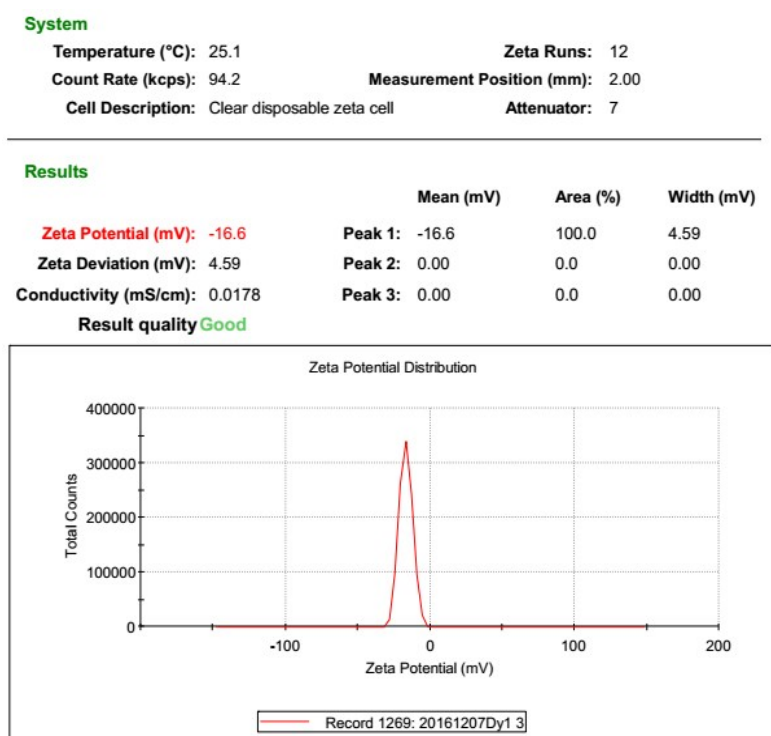 System
Temperature (°C): 25.1 Zeta Runs: 12
Count Rate (kcps): 94.2 Measurement Position (mm): 2.00
Cell Description: Clear disposable zeta cell Attenuator: 7
Results
Mean (mV) Area (%) Width (mV)
Zeta Potential (mV): -16.6 Peak 1: -16.6 100.0 4.59
Zeta Deviation (mV): 4.59 Peak 2: 0.00 0.0 0.00
Conductivity (mS/cm): 0.0178 Peak 3: 0.00 0.0 0.00
Result quality Good
Zeta Potential Distribution
400000
300000
200000
100000
0
Total Counts
-100 0 100 200
Zeta Potential (mV)
Record 1269: 20161207Dy1 3